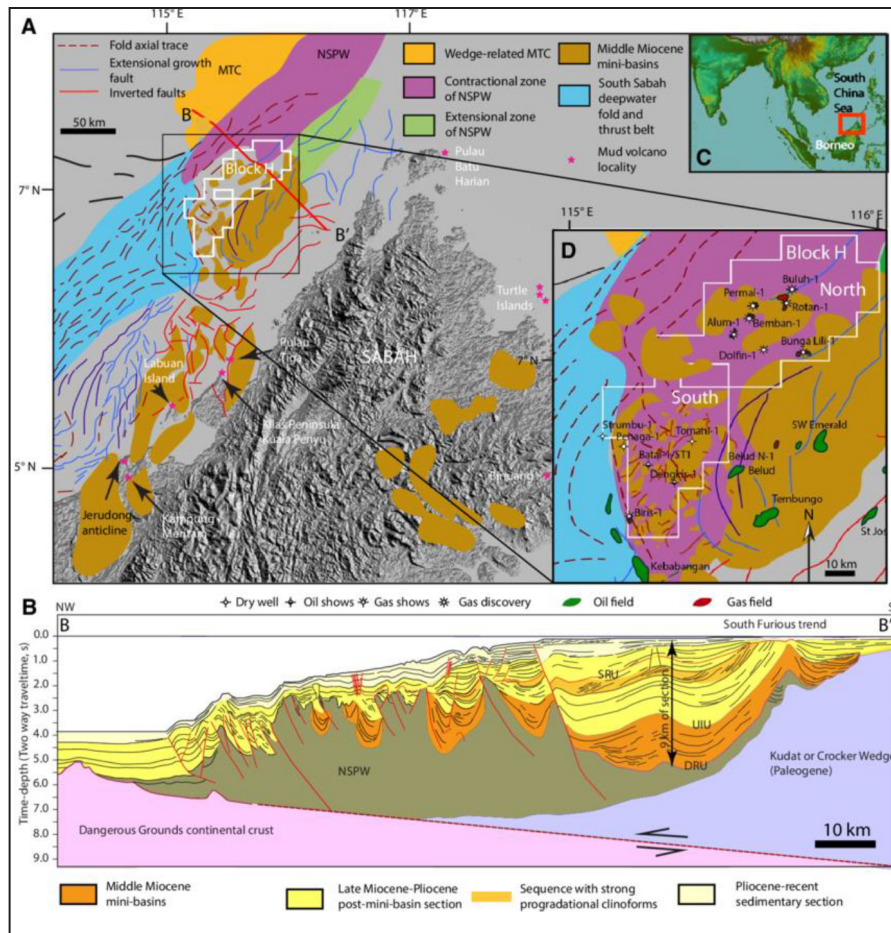 A
115° E
117° E
Fold axial trace
Extensional growth
fault
Inverted faults
50 km
MTC
NSPW
B
Block H
B'
7° N
5° N
Wedge-related MTC
Contractional zone
of NSPW
Extensional zone
of NSPW
Middle Miocene
mini-basins
South Sabah
deepwater
fold and
thrust belt
Mud volcano
locality
Pulau
Batu
Harian
Turtle
Islands
7° N
SABAH
Pulau
Tiga
Labuan
Island
Klias Peninsula
Kuala Penyu
Jerudong
anticline
Kampung
C
South
China
Sea
Borneo
115° E
116° E
D
Block H
North
Buluh-1
Permai-1
Rotan-1
Bemban-1
Alum-1
Dolfin-1
Bunga Lili-1
South
Strumbu-1
Penaga-1
Tomani-1
Batai-1/ST1
Dengkis-1
Biris-1
Belud N-1
Belud
SW Emerald
Tembungo
St Jos
Kebabangan
N
10 km
Dry well
Oil shows
Gas shows
Gas discovery
Oil field
Gas field
B
NW
S
B
B'
South Furious trend
Time-depth (Two way traveltime, s)
0.0
1.0
2.0
3.0
4.0
5.0
6.0
7.0
8.0
9.0
SRU
UIU
DRU
9 km of section
NSPW
Kudat or Crocker Wedge
(Paleogene)
Dangerous Grounds continental crust
10 km
Middle Miocene
mini-basins
Late Miocene-Pliocene
post-mini-basin section
Sequence with strong
progradational clinoforms
Pliocene-recent
sedimentary section